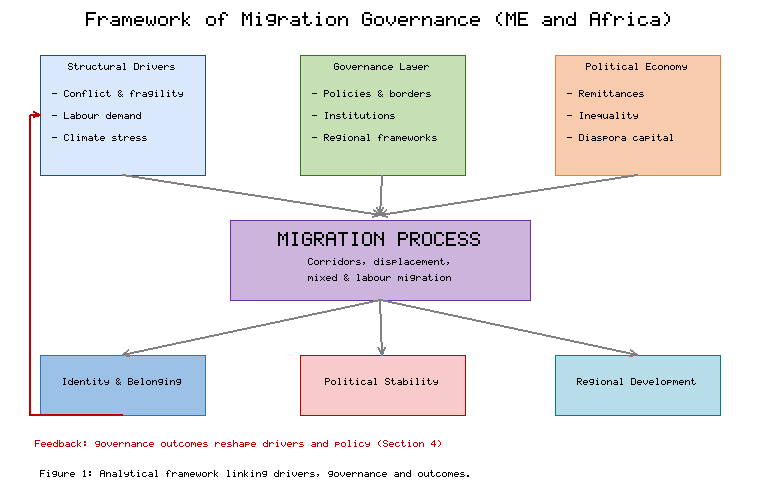 Framework of Migration Governance (ME and Africa)
Structural Drivers
- Conflict & fragility
- Labour demand
- Climate stress
Governance Layer
- Policies & borders
- Institutions
- Regional frameworks
Political Economy
- Remittances
- Inequality
- Diaspora capital
MIGRATION PROCESS
Corridors, displacement,
mixed & labour migration
Identity & Belonging
Political Stability
Regional Development
Feedback: governance outcomes reshape drivers and policy (Section 4)
Figure 1: Analytical framework linking drivers, governance and outcomes.